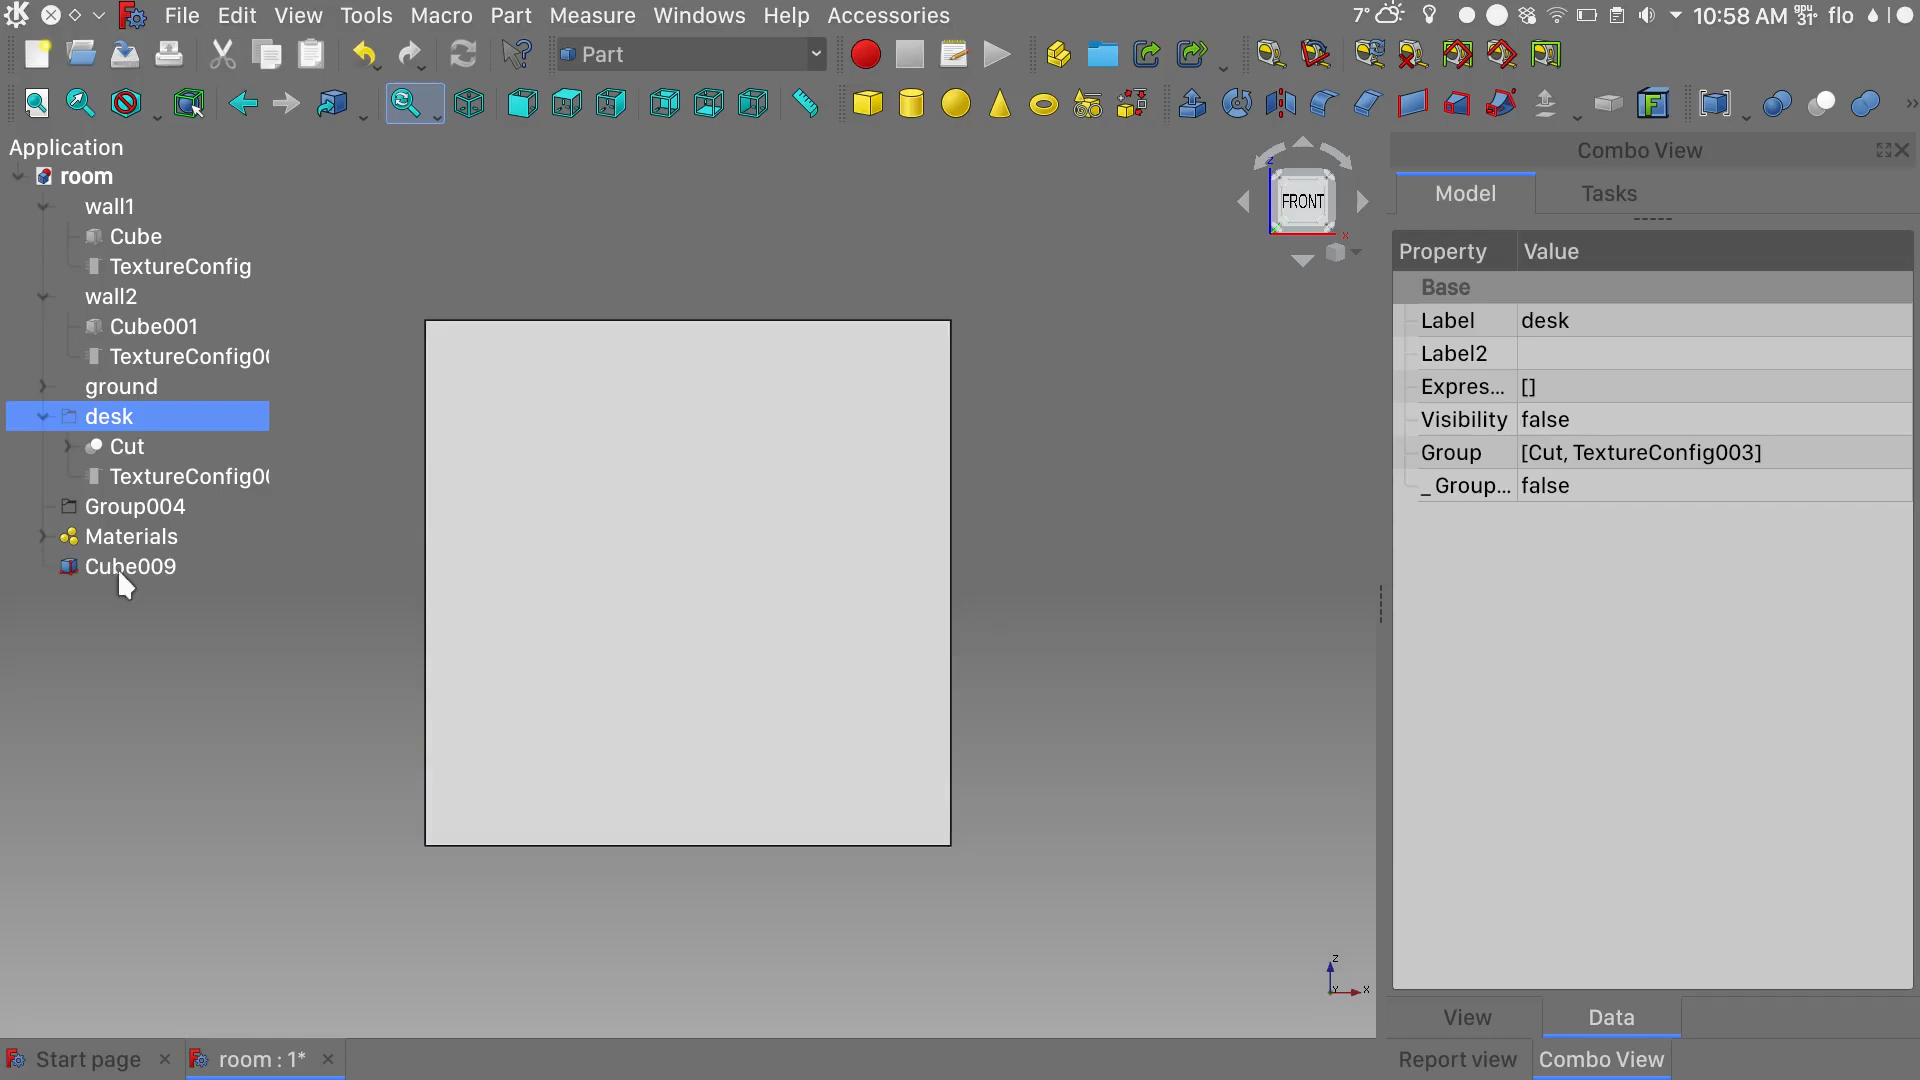 File Edit View Tools Macro Part Measure Windows Help Accessories
7° 10:58 AM gpu 31° flo
Part
Application
room
wall1
Cube
TextureConfig
wall2
Cube001
TextureConfig0
ground
desk
Cut
TextureConfig0
Group004
Materials
Cube009
Z
FRONT
X
Z
Y
X
Combo View
Model Tasks
Property Value
Base
Label desk
Label2
Expres... []
Visibility false
Group [Cut, TextureConfig003]
_ Group... false
View Data
Start page room : 1*
Report view Combo View